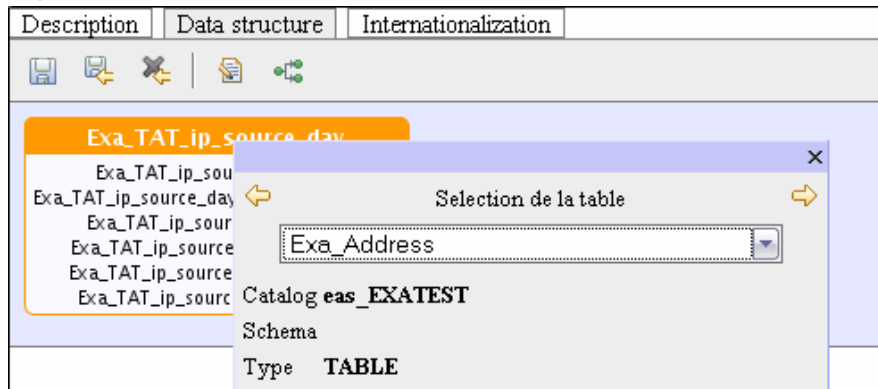 Description Data structure Internationalization
Exa_TAT_ip_source_day
Exa_TAT_ip_sou
Exa_TAT_ip_source_day
Exa_TAT_ip_sour
Exa_TAT_ip_source
Exa_TAT_ip_source
Exa_TAT_ip_sourc
Selection de la table
Exa_Address
Catalog eas_EXATEST
Schema
Type TABLE